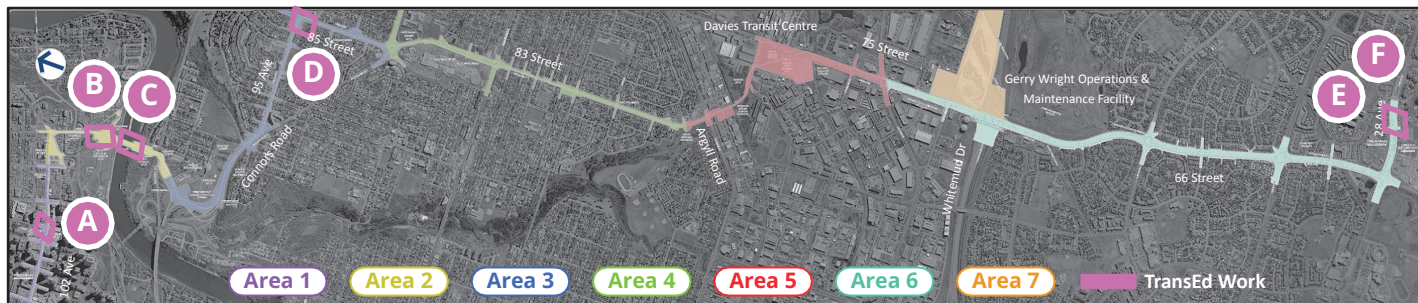 Davies Transit Centre
85 Street
83 Street
75 Street
95 Ave
Connors Road
Argyll Road
Gerry Wright Operations &
Maintenance Facility
Whitemud Dr
66 Street
28 Ave
102 Ave
A
B
C
D
E
F
Area 1
Area 2
Area 3
Area 4
Area 5
Area 6
Area 7
TransEd Work